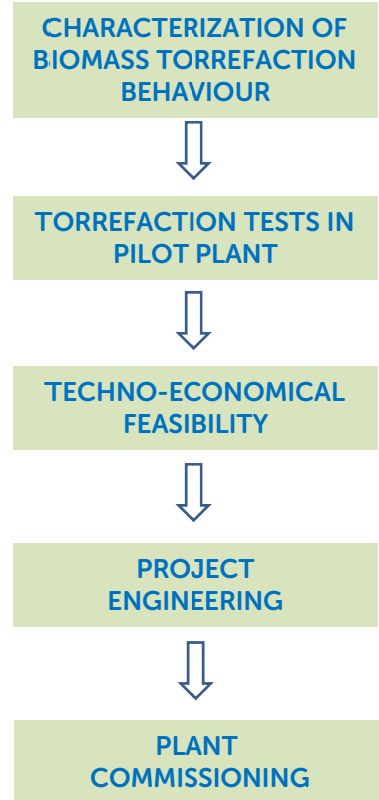 CHARACTERIZATION OF
BIOMASS TORREFACTION
BEHAVIOUR
TORREFACTION TESTS IN
PILOT PLANT
TECHNO-ECONOMICAL
FEASIBILITY
PROJECT
ENGINEERING
PLANT
COMMISSIONING